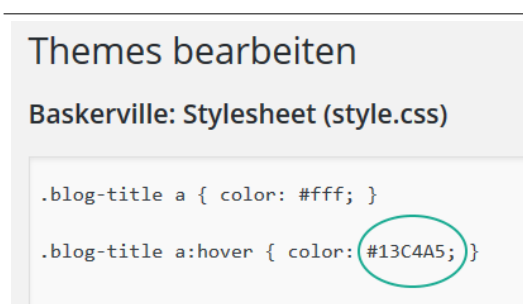 Themes bearbeiten
Baskerville: Stylesheet (style.css)
.blog-title a { color: #fff; }
.blog-title a:hover { color: #13C4A5; }